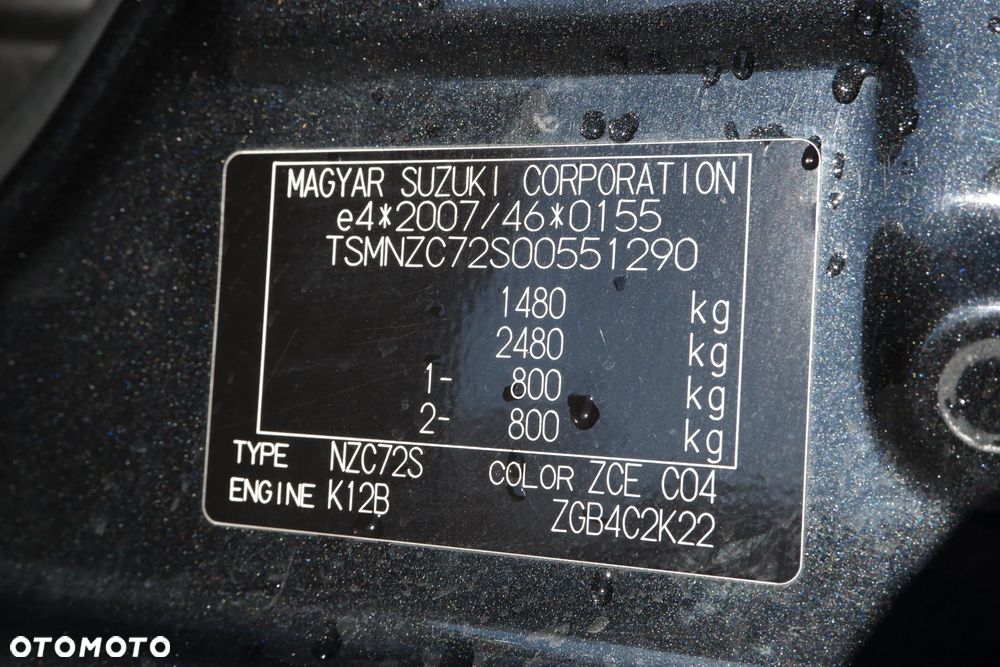 MAGYAR SUZUKI CORPORATION
e4*2007/46*0155
TSMNZC72S00551290
1480 kg
2480 kg
1- 800 kg
2- 800 kg
TYPE NZC72S COLOR ZCE C04
ENGINE K12B ZGB4C2K22
OTOMOTO